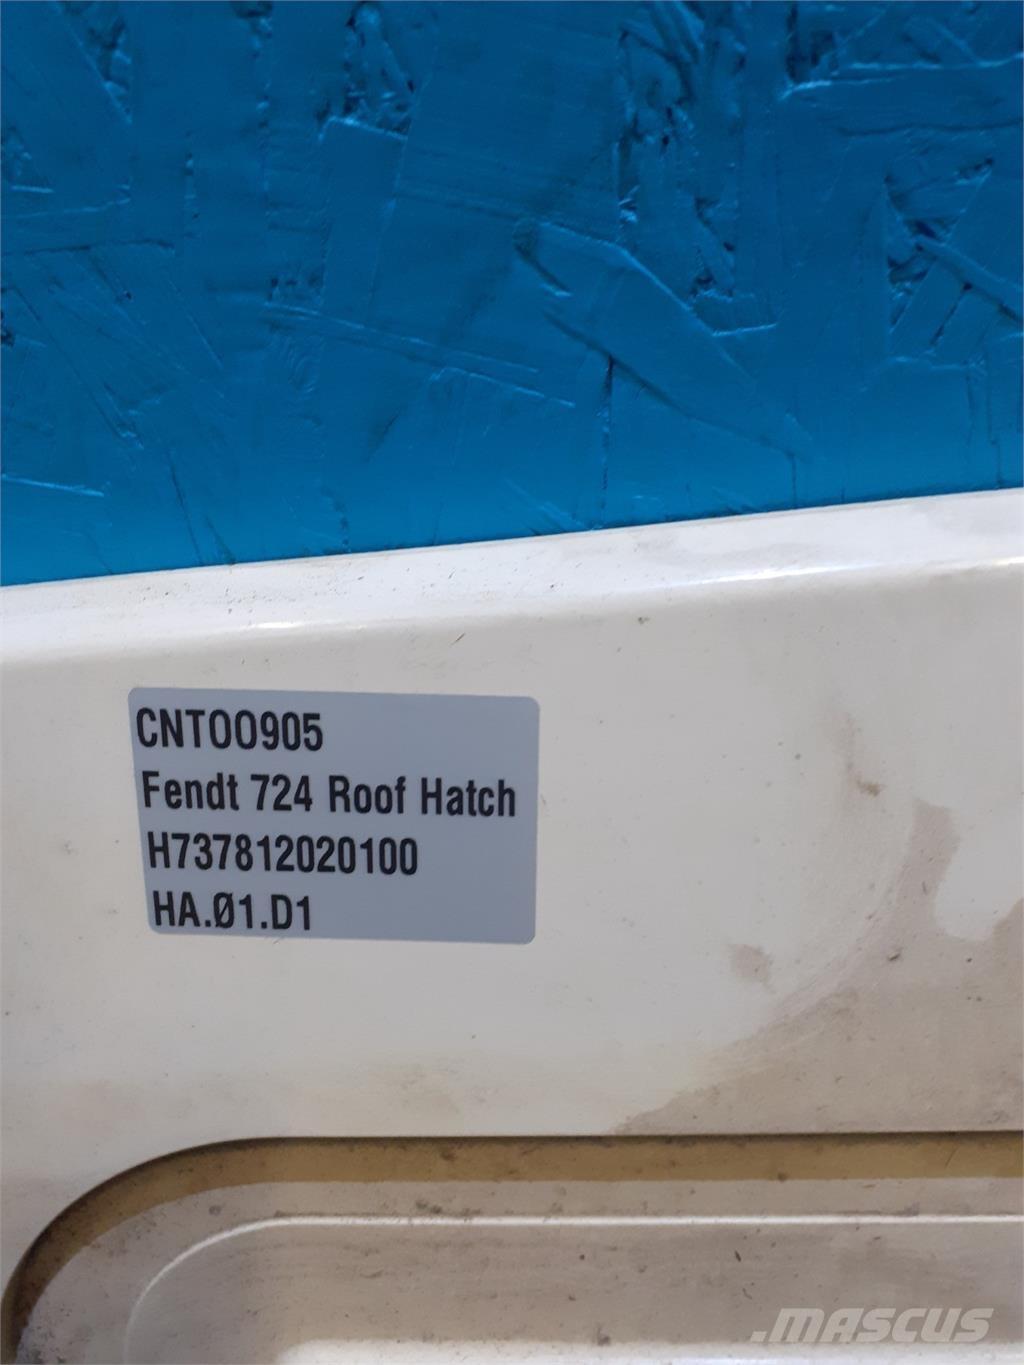 CNTOO905
Fendt 724 Roof Hatch
H737812020100
HA.Ø1.D1
.MASCUS